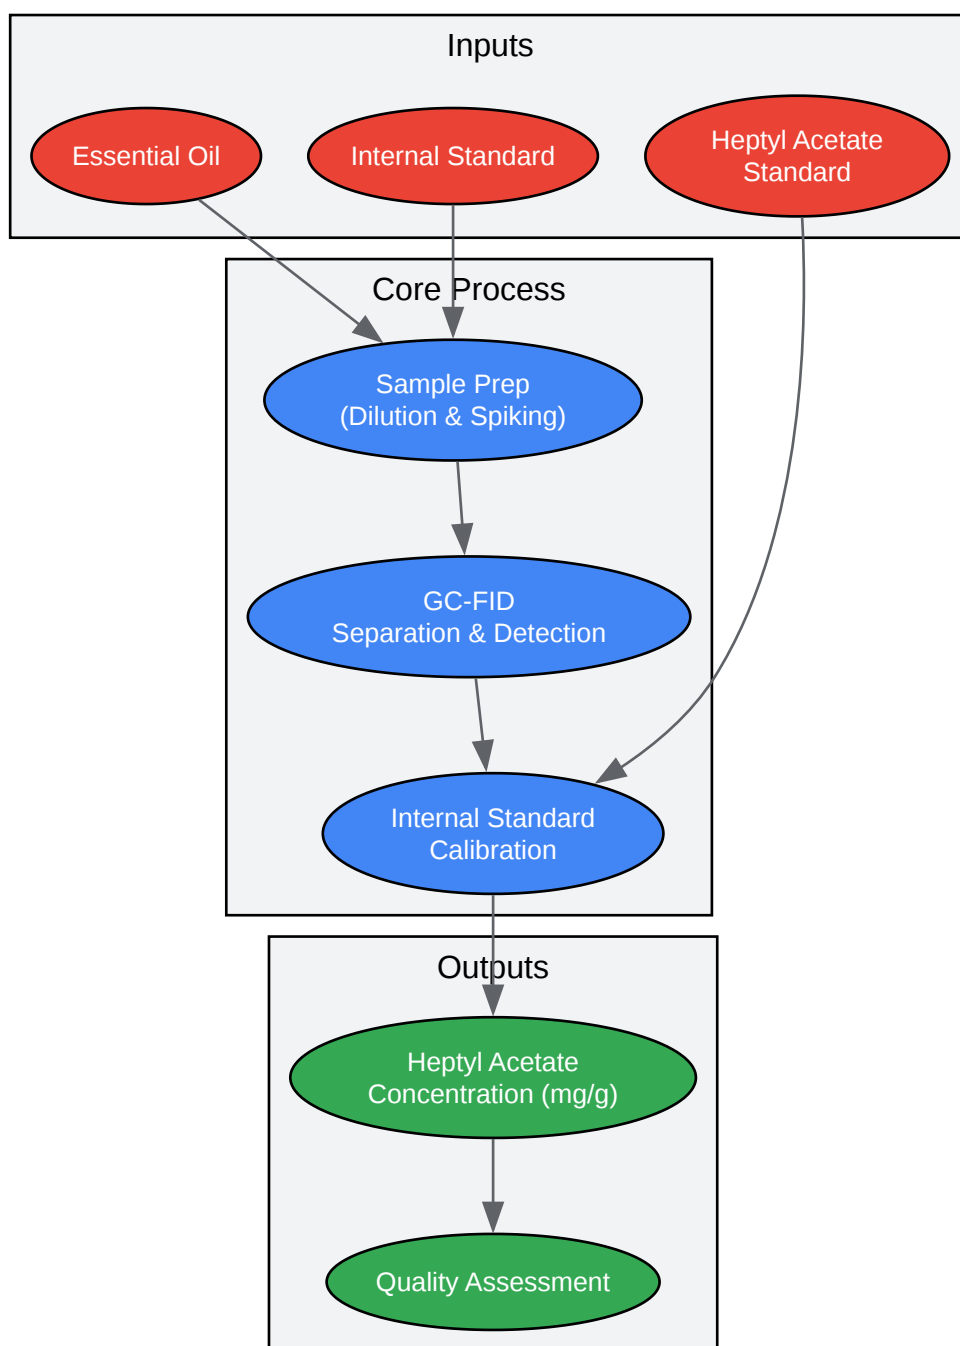 Inputs
Essential Oil
Internal Standard
Heptyl Acetate
Standard
Core Process
Sample Prep
(Dilution & Spiking)
GC-FID
Separation & Detection
Internal Standard
Calibration
Outputs
Heptyl Acetate
Concentration (mg/g)
Quality Assessment